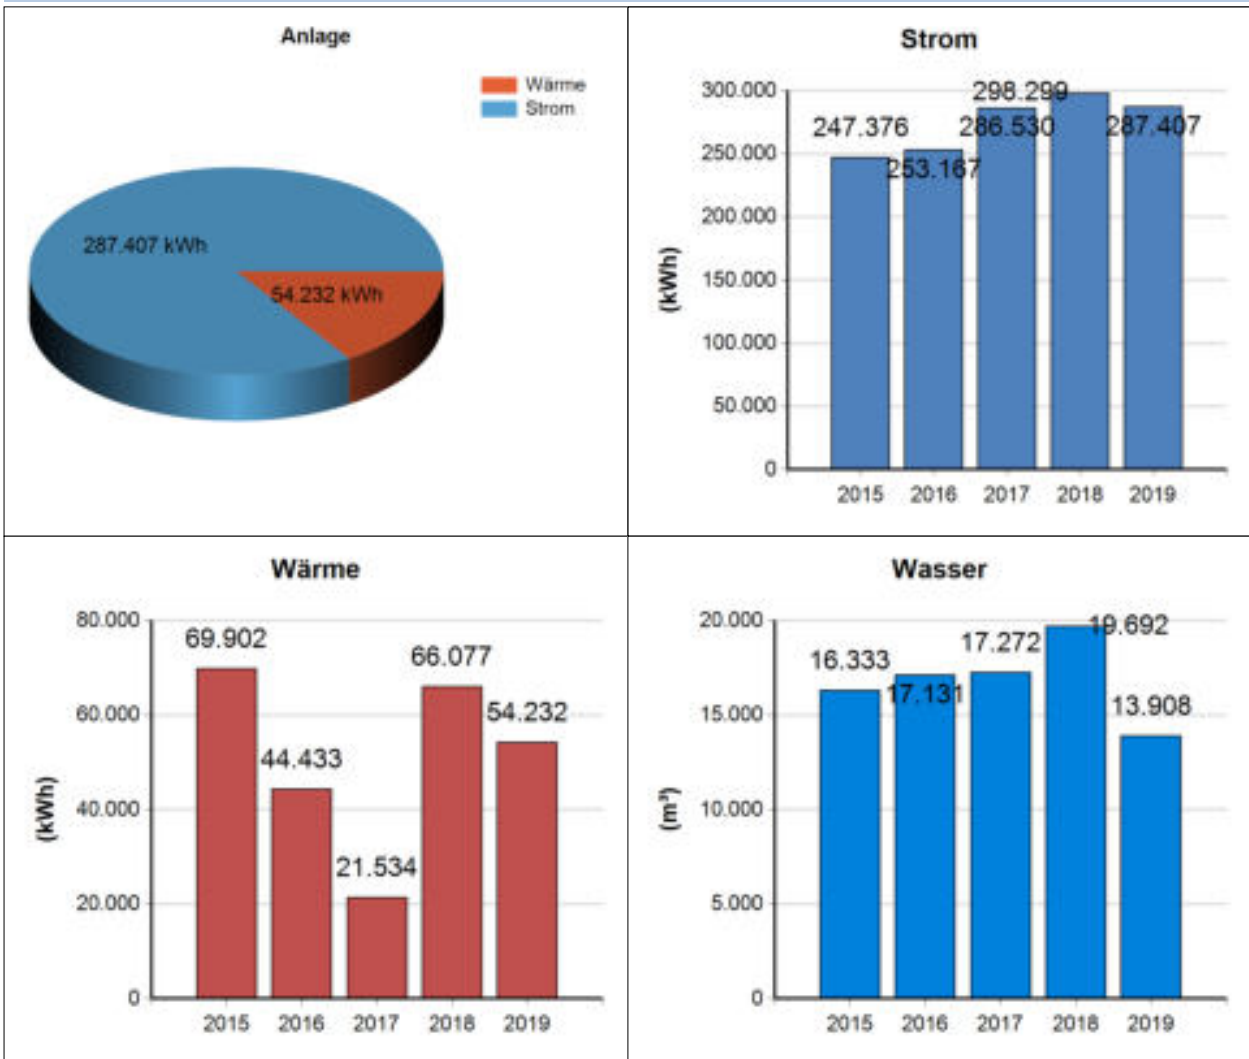 Anlage
Wärme
Strom
287.407 kWh
54.232 kWh
Strom
300.000
250.000
200.000
150.000
100.000
50.000
0
(kWh)
247.376
253.167
298.299
286.530
287.407
2015 2016 2017 2018 2019
Wärme
80.000
60.000
40.000
20.000
0
(kWh)
69.902
44.433
21.534
66.077
54.232
2015 2016 2017 2018 2019
Wasser
20.000
15.000
10.000
5.000
0
(m³)
16.333
17.131
17.272
19.692
13.908
2015 2016 2017 2018 2019